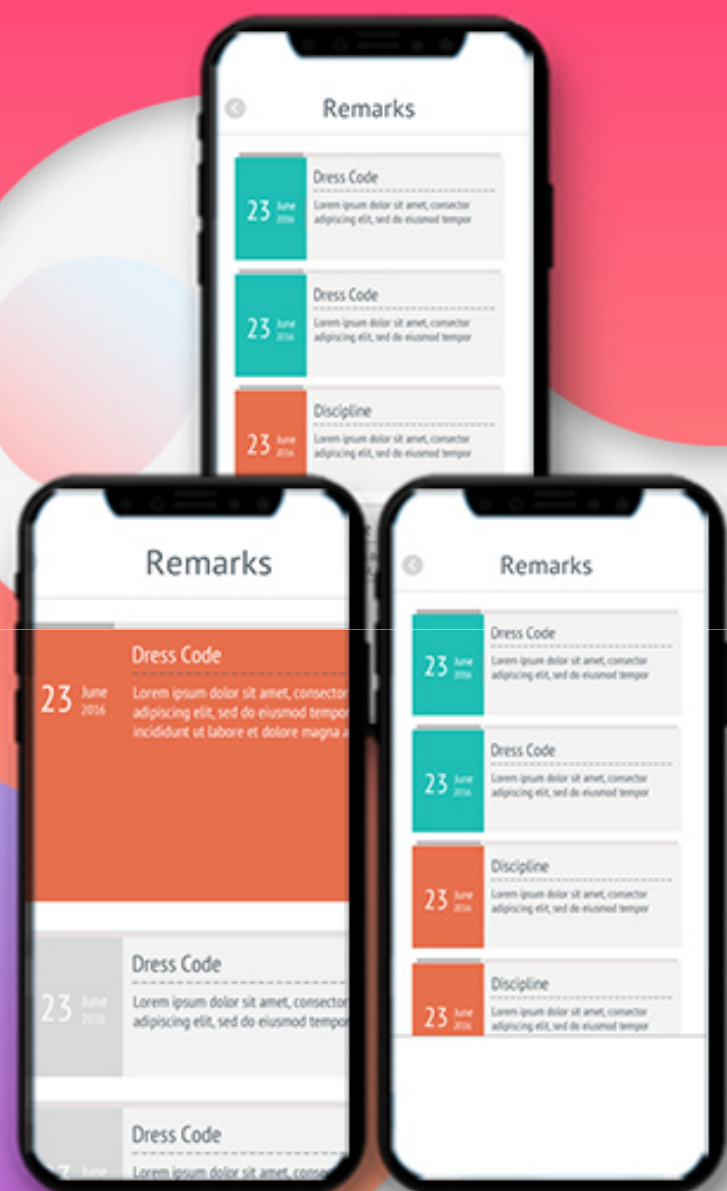 Remarks
Dress Code
23 June
2016
Lorem ipsum dolor sit amet, consector
adipiscing elit, sed do eiusmod tempor
Dress Code
23 June
2016
Lorem ipsum dolor sit amet, consector
adipiscing elit, sed do eiusmod tempor
Discipline
23 June
2016
Lorem ipsum dolor sit amet, consector
adipiscing elit, sed do eiusmod tempor
Remarks
Dress Code
23 June
2016
Lorem ipsum dolor sit amet, consector
adipiscing elit, sed do eiusmod tempor
incididunt ut labore et dolore magna a
Dress Code
23 June
2016
Lorem ipsum dolor sit amet, consector
adipiscing elit, sed do eiusmod tempor
Dress Code
June
Lorem ipsum dolor sit amet, consec
Remarks
Dress Code
23 June
2016
Lorem ipsum dolor sit amet, consector
adipiscing elit, sed do eiusmod tempor
Dress Code
23 June
2016
Lorem ipsum dolor sit amet, consector
adipiscing elit, sed do eiusmod tempor
Discipline
23 June
2016
Lorem ipsum dolor sit amet, consector
adipiscing elit, sed do eiusmod tempor
Discipline
23 June
2016
Lorem ipsum dolor sit amet, consector
adipiscing elit, sed do eiusmod tempor